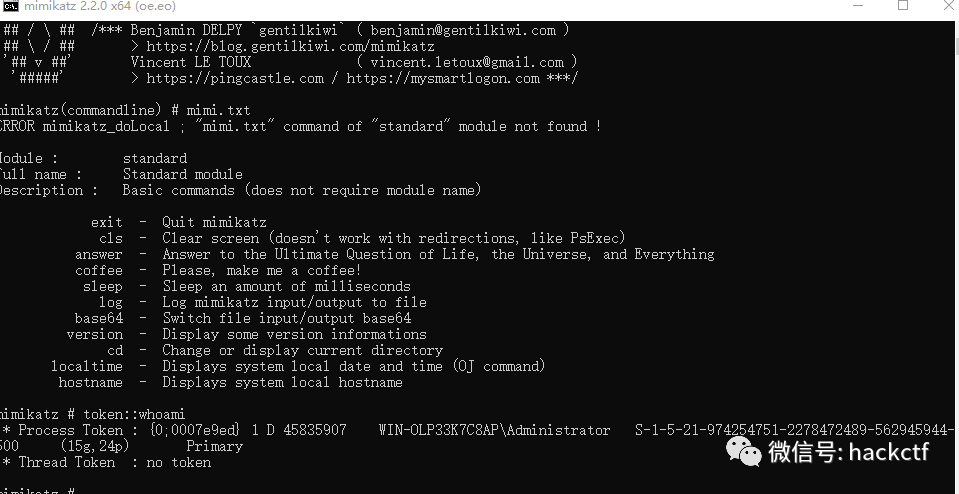 mimikatz 2.2.0 x64 (oe.eo)
## / \ ## /*** Benjamin DELPY `gentilkiwi` ( benjamin@gentilkiwi.com )
## \ / ## > https://blog.gentilkiwi.com/mimikatz
'## v ##' Vincent LE TOUX ( vincent.letoux@gmail.com )
'#####' > https://pingcastle.com / https://mysmartlogon.com ***/
mimikatz(commandline) # mimi.txt
ERROR mimikatz_doLocal ; "mimi.txt" command of "standard" module not found !
Module : standard
Full name : Standard module
Description : Basic commands (does not require module name)
exit - Quit mimikatz
cls - Clear screen (doesn't work with redirections, like PsExec)
answer - Answer to the Ultimate Question of Life, the Universe, and Everything
coffee - Please, make me a coffee!
sleep - Sleep an amount of milliseconds
log - Log mimikatz input/output to file
base64 - Switch file input/output base64
version - Display some version informations
cd - Change or display current directory
localtime - Displays system local date and time (OJ command)
hostname - Displays system local hostname
mimikatz # token::whoami
* Process Token : {0;0007e9ed} 1 D 45835907 WIN-OLP33K7C8AP\Administrator S-1-5-21-974254751-2278472489-562945944-
500 (15g,24p) Primary
* Thread Token : no token
mimikatz #
微信号: hackctf